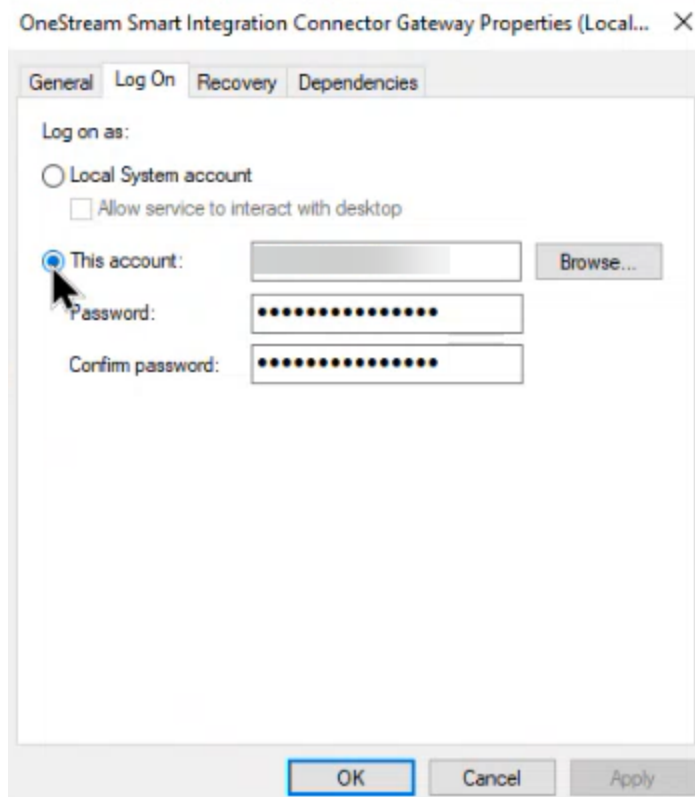 OneStream Smart Integration Connector Gateway Properties (Local...
General Log On Recovery Dependencies
Log on as:
Local System account
Allow service to interact with desktop
This account:
Browse...
Password: •••••••••••••••
Confirm password: •••••••••••••••
OK Cancel Apply